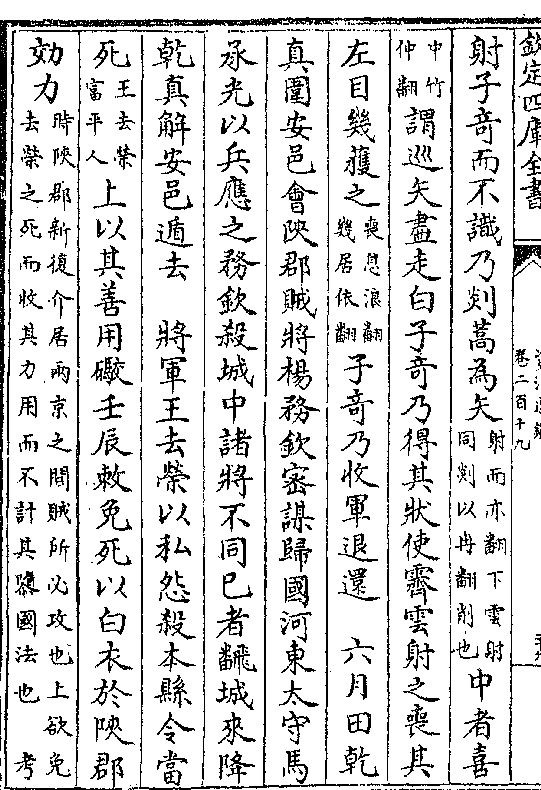 欽定四庫全書
卷二百十九
射子竒而不識乃剡蒿為矢射而亦翻下雲射同剡以冉翻削也中者喜
中竹仲翻謂巡矢盡走白子竒乃得其狀使霽雲射之喪其
左目幾獲之喪息浪翻幾居依翻子竒乃收軍退還 六月田乾
真圍安邑會陜郡賊將楊務欽密謀歸國河東太守馬
承光以兵應之務欽殺城中諸將不同已者飜城來降
乾真解安邑遁去 將軍王去榮以私怨殺本縣令當
死王去榮富平人上以其善用礮壬辰敕免死以白衣於陜郡
効力時陜郡新復介居兩京之間賊所必攻也上欲免去榮之死而收其力用而不計其隳國法也 考